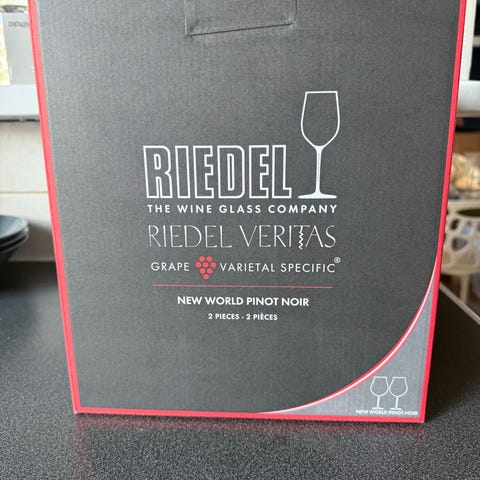 RIEDEL
THE WINE GLASS COMPANY
RIEDEL VERITAS
GRAPE VARIETAL SPECIFIC®
NEW WORLD PINOT NOIR
2 PIECES · 2 PIÈCES
NEW WORLD PINOT NOIR